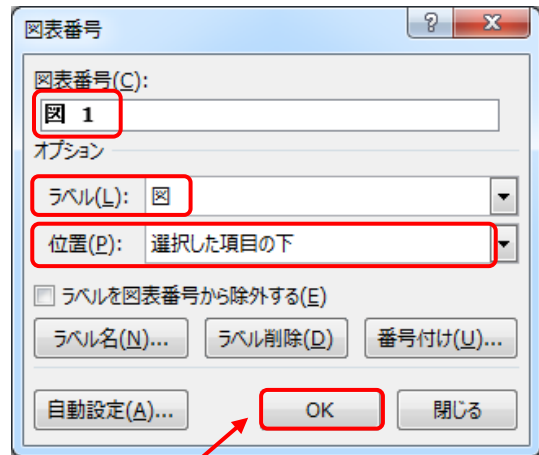 図表番号
図表番号(C):
図 1
オプション
ラベル(L): 図
位置(P): 選択した項目の下
ラベルを図表番号から除外する(E)
ラベル名(N)... ラベル削除(D) 番号付け(U)...
自動設定(A)... OK 閉じる